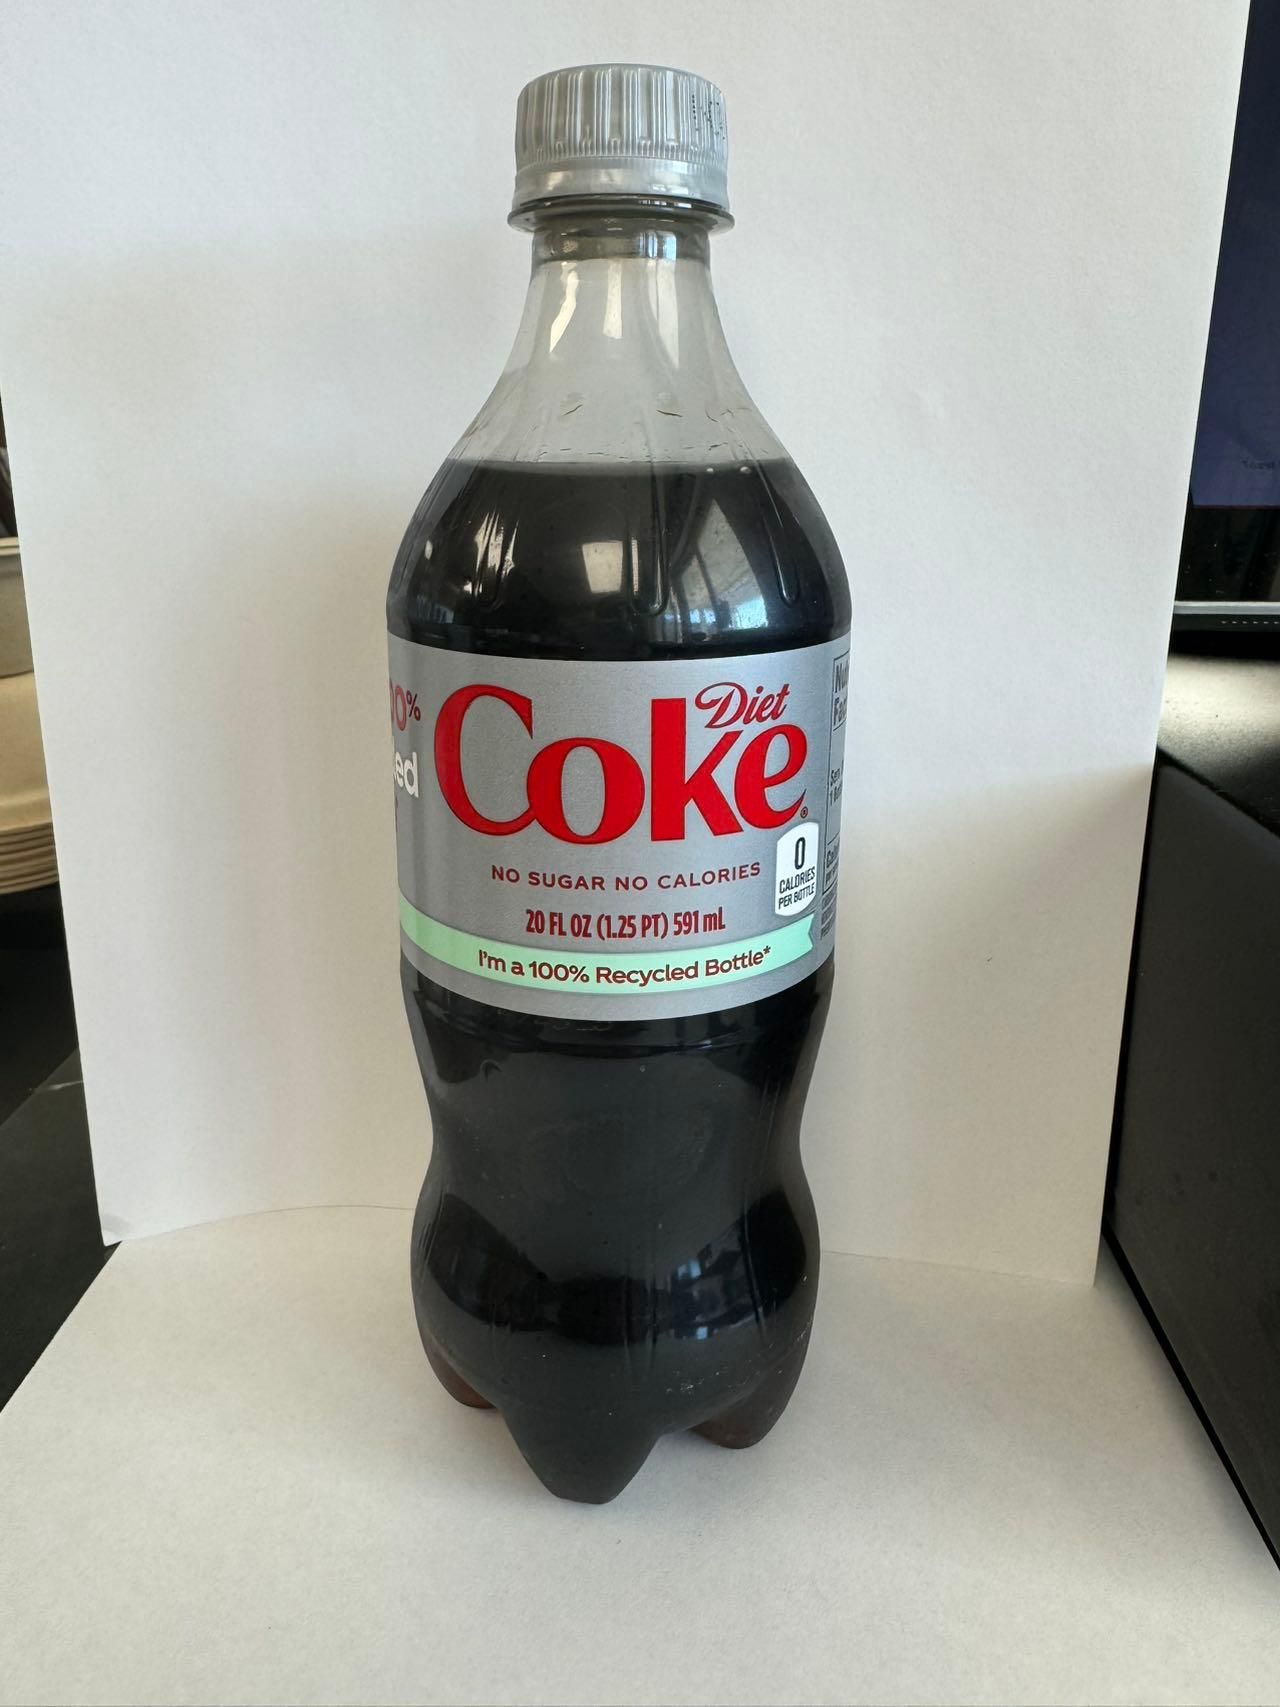 Diet
Coke®
NO SUGAR NO CALORIES
0
CALORIES
PER BOTTLE
20 FL OZ (1.25 PT) 591 mL
I'm a 100% Recycled Bottle*